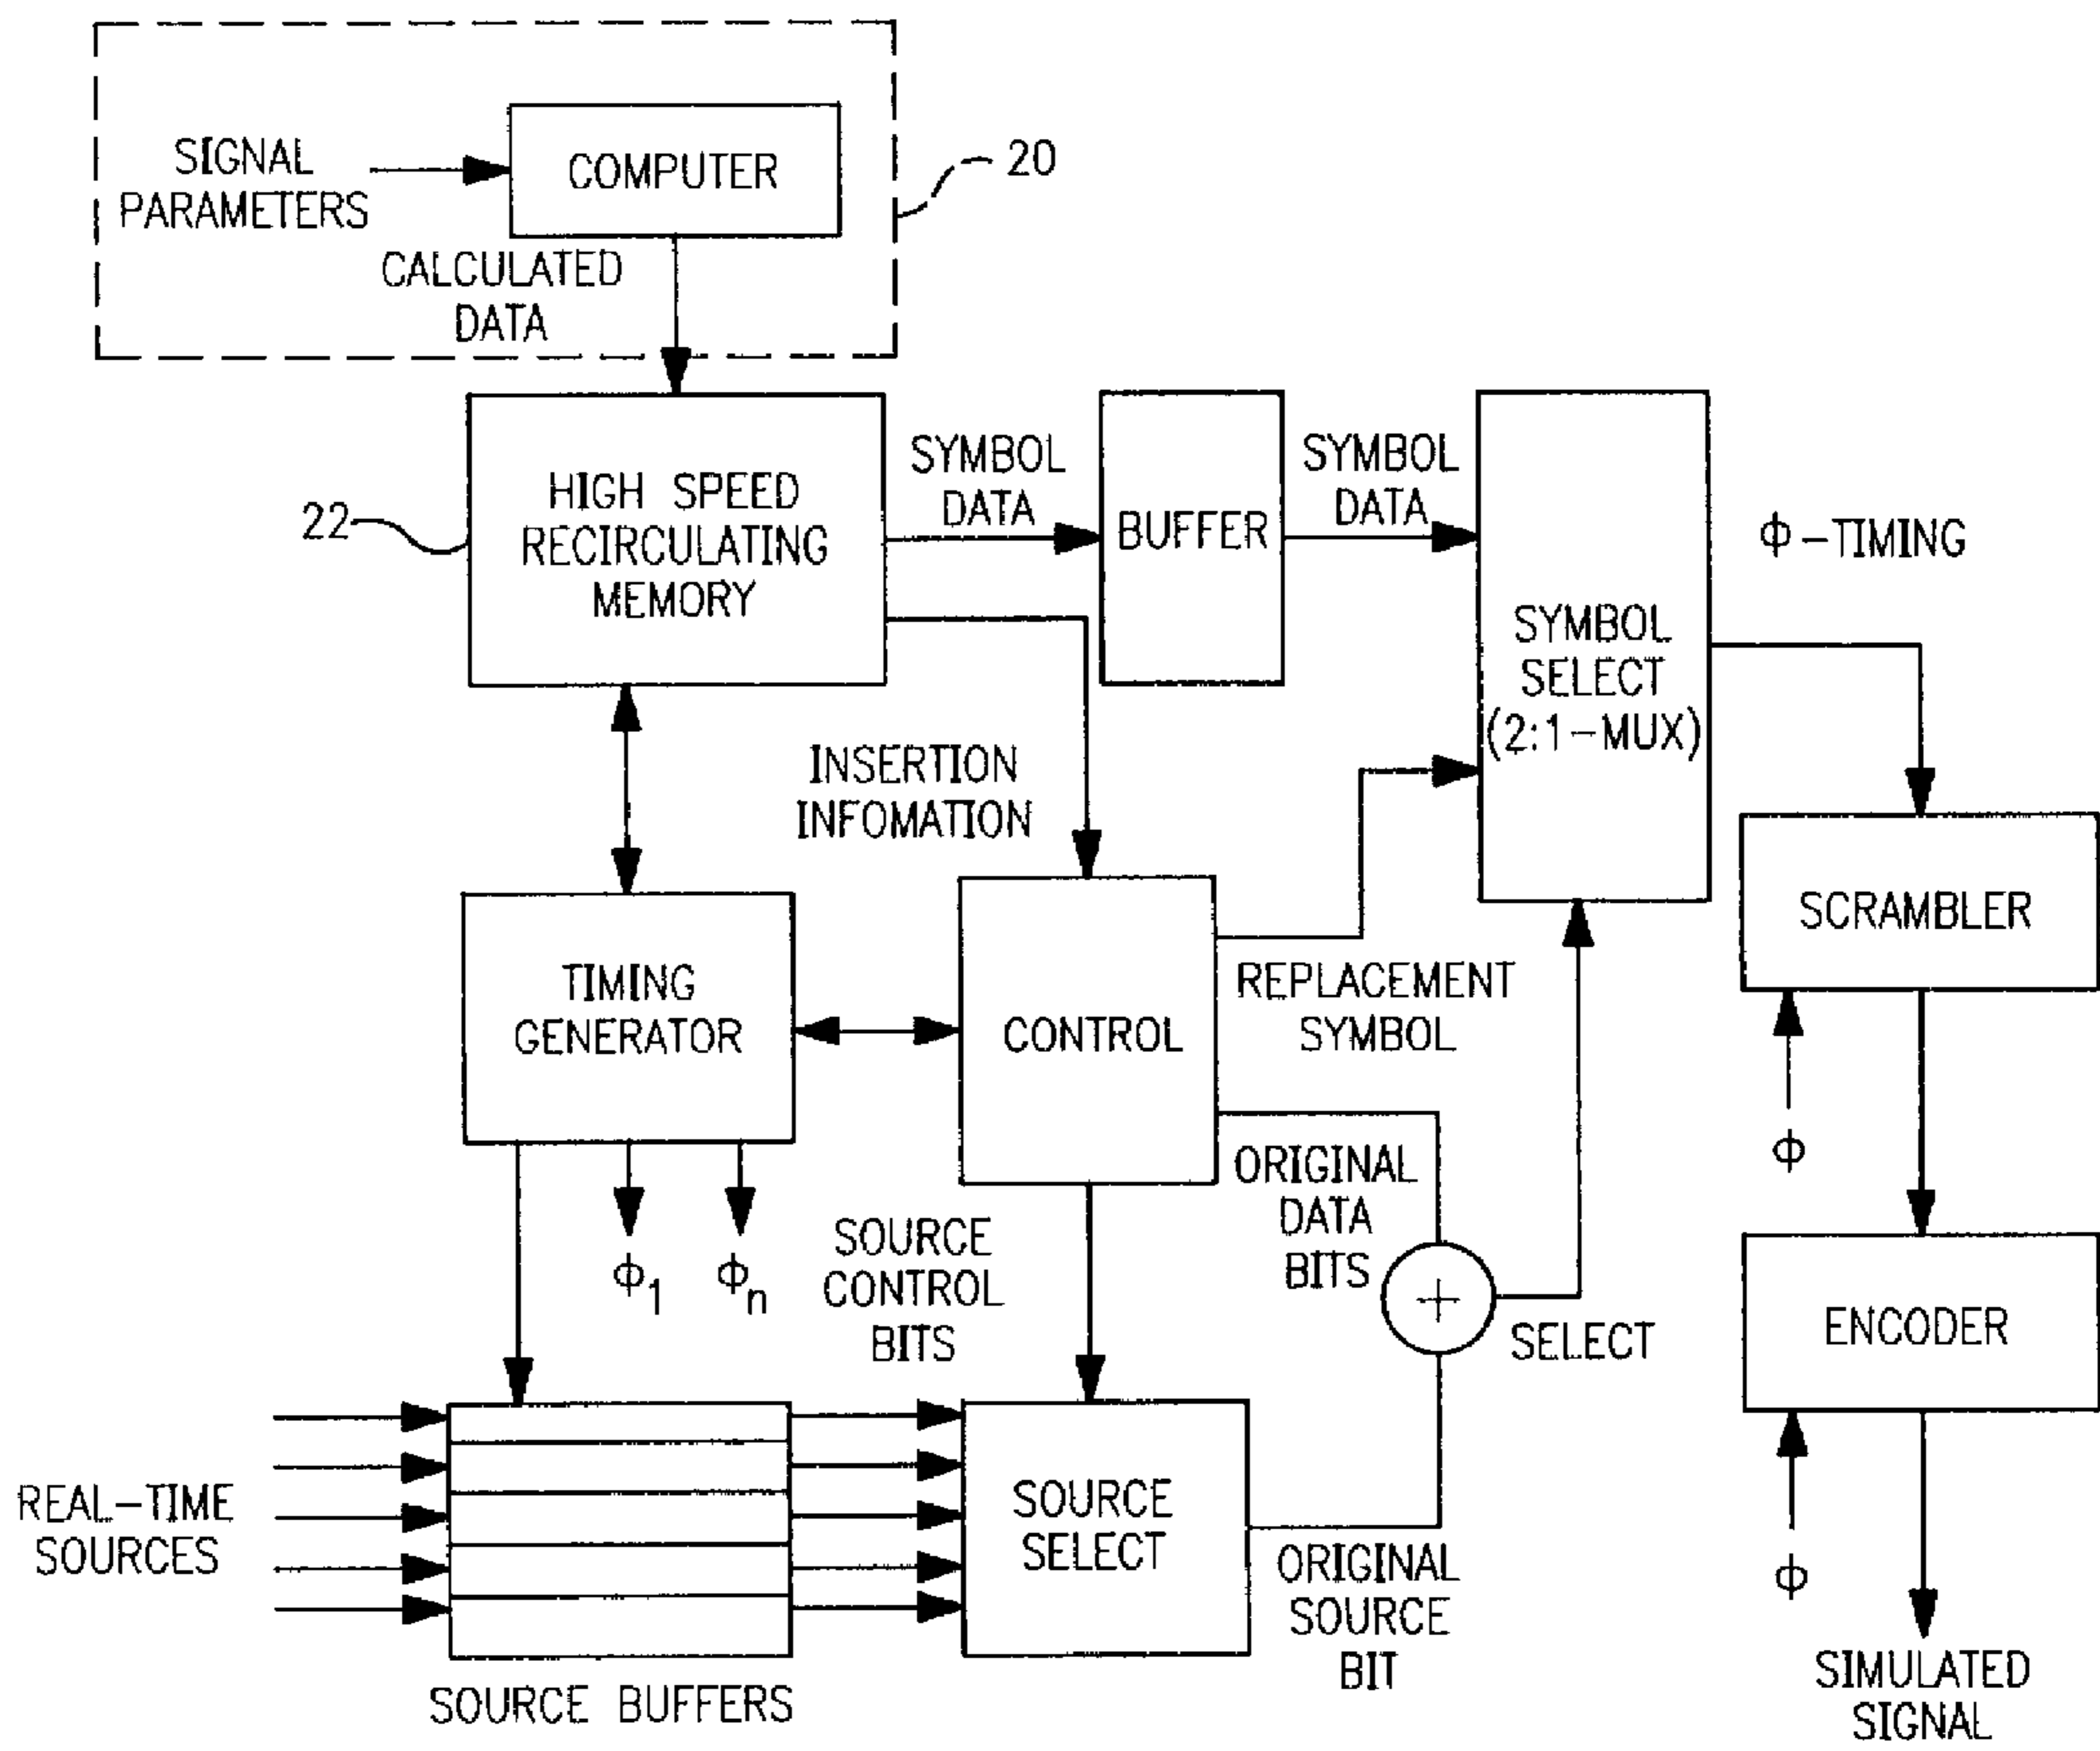 SIGNAL
PARAMETERS
COMPUTER
20
CALCULATED
DATA
HIGH SPEED
RECIRCULATING
MEMORY
22
SYMBOL
DATA
BUFFER
SYMBOL
DATA
SYMBOL
SELECT
(2:1-MUX)
Φ-TIMING
INSERTION
INFOMATION
SCRAMBLER
Φ
TIMING
GENERATOR
CONTROL
REPLACEMENT
SYMBOL
ORIGINAL
DATA
BITS
Φ1
Φn
SOURCE
CONTROL
BITS
+
SELECT
ENCODER
Φ
REAL-TIME
SOURCES
SOURCE
SELECT
ORIGINAL
SOURCE
BIT
SOURCE BUFFERS
SIMULATED
SIGNAL